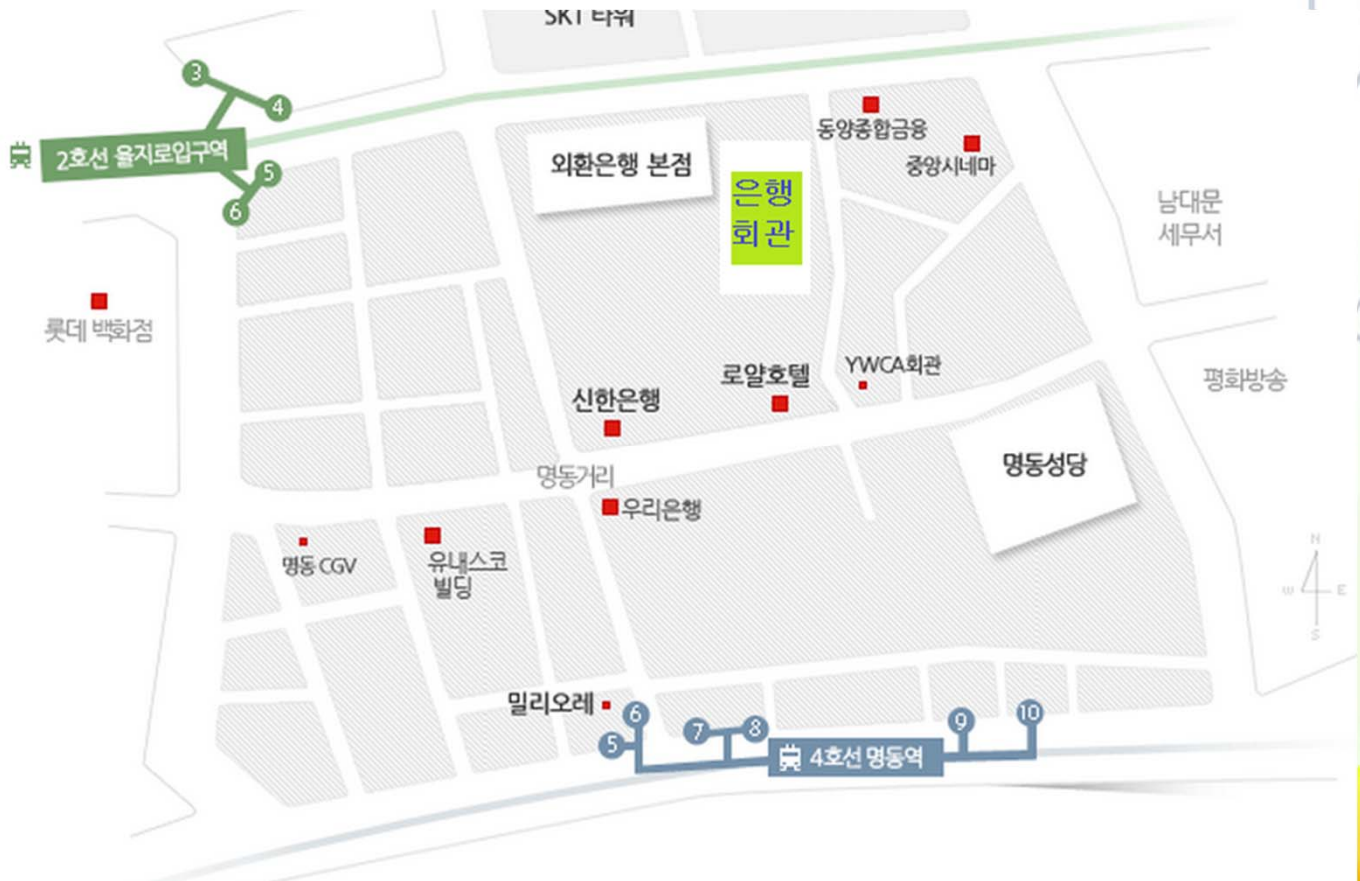 SKT 타워
3
4
2호선 율지로입구역
5
6
외환은행 본점
은행
회관
동양종합금융
중앙시네마
남대문
세무서
롯데 백화점
신한은행
로얄호텔
YWCA회관
평화방송
명동성당
명동거리
우리은행
명동 CGV
유내스코
빌딩
N
W
E
S
밀리오레
6
5
7
8
9
10
4호선 명동역